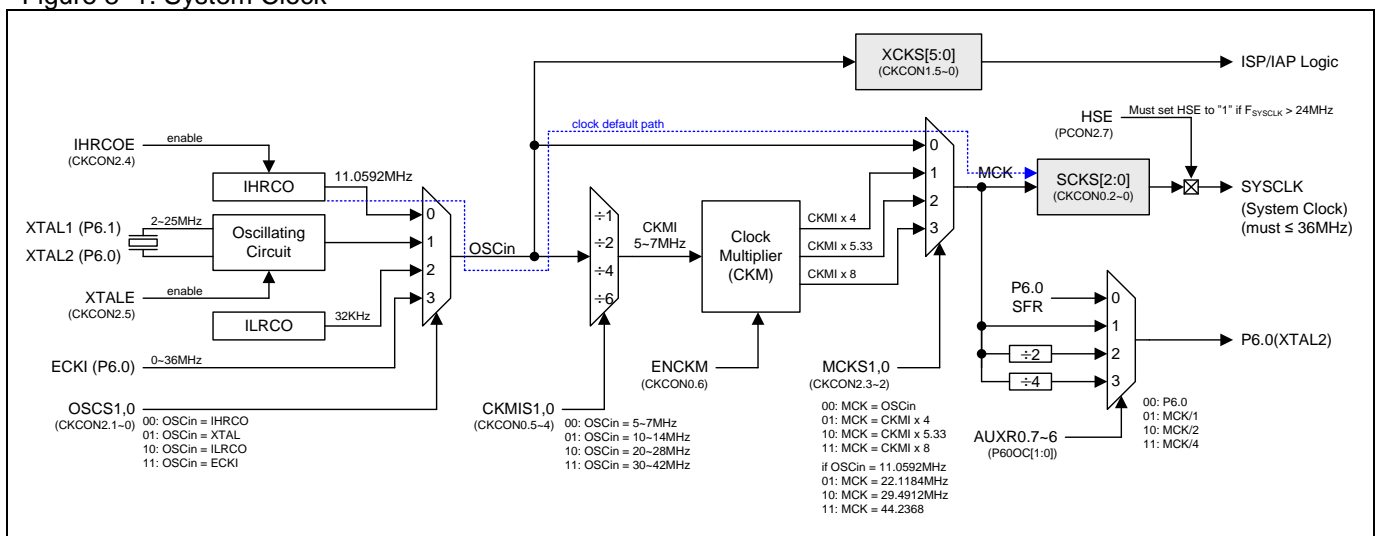 Figure 8-1. System Clock
XCKS[5:0]
(CKCON1.5~0)
ISP/IAP Logic
clock default path
HSE
(PCON2.7)
Must set HSE to "1" if FSYSCLK > 24MHz
IHRCOE
(CKCON2.4)
enable
IHRCO
11.0592MHz
XTAL1 (P6.1)
XTAL2 (P6.0)
2~25MHz
Oscillating
Circuit
XTALE
(CKCON2.5)
enable
ILRCO
32KHz
ECKI (P6.0)
0~36MHz
0
1
2
3
OSCin
OSCS1,0
(CKCON2.1~0)
00: OSCin = IHRCO
01: OSCin = XTAL
10: OSCin = ILRCO
11: OSCin = ECKI
÷1
÷2
÷4
÷6
CKMI
5~7MHz
CKMIS1,0
(CKCON0.5~4)
00: OSCin = 5~7MHz
01: OSCin = 10~14MHz
10: OSCin = 20~28MHz
11: OSCin = 30~42MHz
Clock
Multiplier
(CKM)
ENCKM
(CKCON0.6)
CKMI x 4
CKMI x 5.33
CKMI x 8
0
1
2
3
MCK
MCKS1,0
(CKCON2.3~2)
00: MCK = OSCin
01: MCK = CKMI x 4
10: MCK = CKMI x 5.33
11: MCK = CKMI x 8
if OSCin = 11.0592MHz
01: MCK = 22.1184MHz
10: MCK = 29.4912MHz
11: MCK = 44.2368
SCKS[2:0]
(CKCON0.2~0)
SYSCLK
(System Clock)
(must ≤ 36MHz)
P6.0
SFR
÷2
÷4
0
1
2
3
P6.0(XTAL2)
AUXR0.7~6
(P60OC[1:0])
00: P6.0
01: MCK/1
10: MCK/2
11: MCK/4